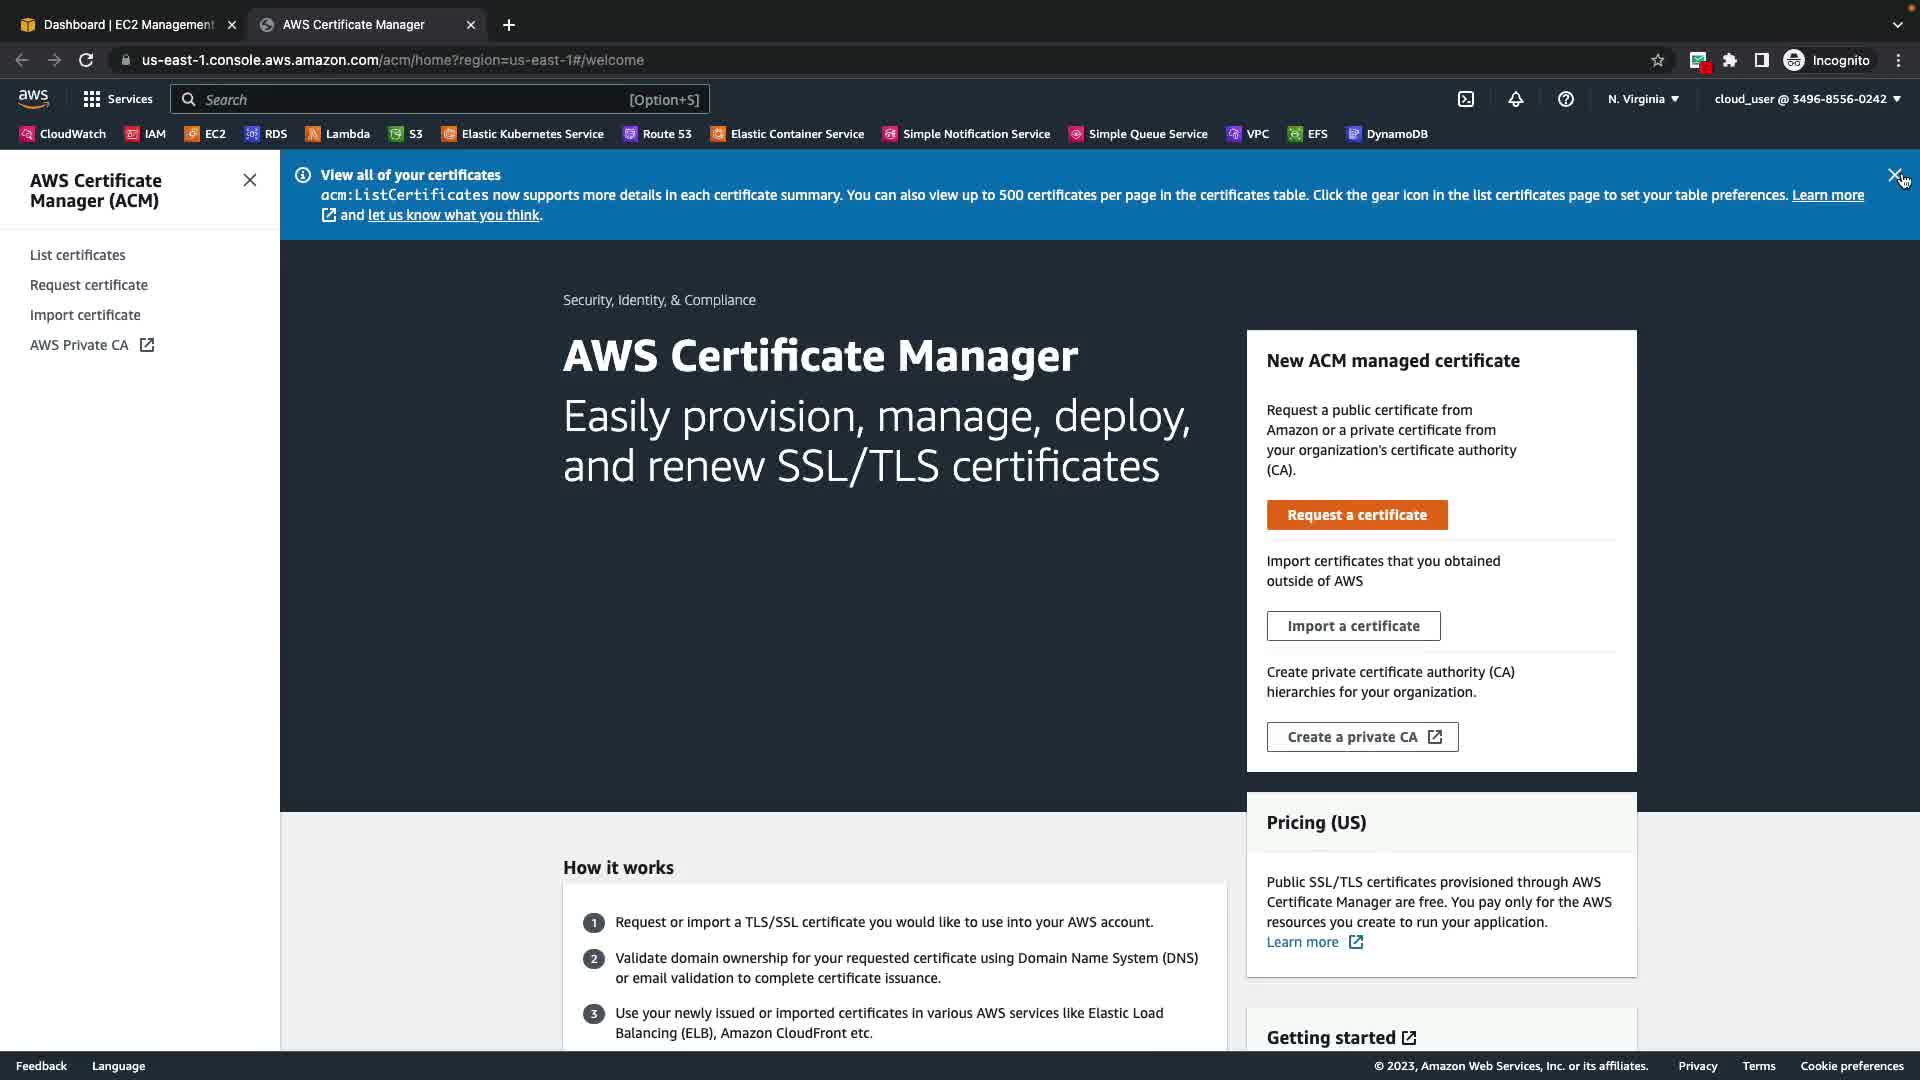 Dashboard | EC2 Management
AWS Certificate Manager
us-east-1.console.aws.amazon.com/acm/home?region=us-east-1#/welcome
Incognito
aws
Services
Search
[Option+S]
N. Virginia
cloud_user @ 3496-8556-0242
CloudWatch
IAM
EC2
RDS
Lambda
S3
Elastic Kubernetes Service
Route 53
Elastic Container Service
Simple Notification Service
Simple Queue Service
VPC
EFS
DynamoDB
AWS Certificate
Manager (ACM)
List certificates
Request certificate
Import certificate
AWS Private CA
View all of your certificates
acm:ListCertificates now supports more details in each certificate summary. You can also view up to 500 certificates per page in the certificates table. Click the gear icon in the list certificates page to set your table preferences. Learn more
and let us know what you think.
Security, Identity, & Compliance
AWS Certificate Manager
Easily provision, manage, deploy,
and renew SSL/TLS certificates
New ACM managed certificate
Request a public certificate from
Amazon or a private certificate from
your organization's certificate authority
(CA).
Request a certificate
Import certificates that you obtained
outside of AWS
Import a certificate
Create private certificate authority (CA)
hierarchies for your organization.
Create a private CA
Pricing (US)
Public SSL/TLS certificates provisioned through AWS
Certificate Manager are free. You pay only for the AWS
resources you create to run your application.
Learn more
Getting started
How it works
1 Request or import a TLS/SSL certificate you would like to use into your AWS account.
2 Validate domain ownership for your requested certificate using Domain Name System (DNS)
or email validation to complete certificate issuance.
3 Use your newly issued or imported certificates in various AWS services like Elastic Load
Balancing (ELB), Amazon CloudFront etc.
Feedback
Language
© 2023, Amazon Web Services, Inc. or its affiliates.
Privacy
Terms
Cookie preferences